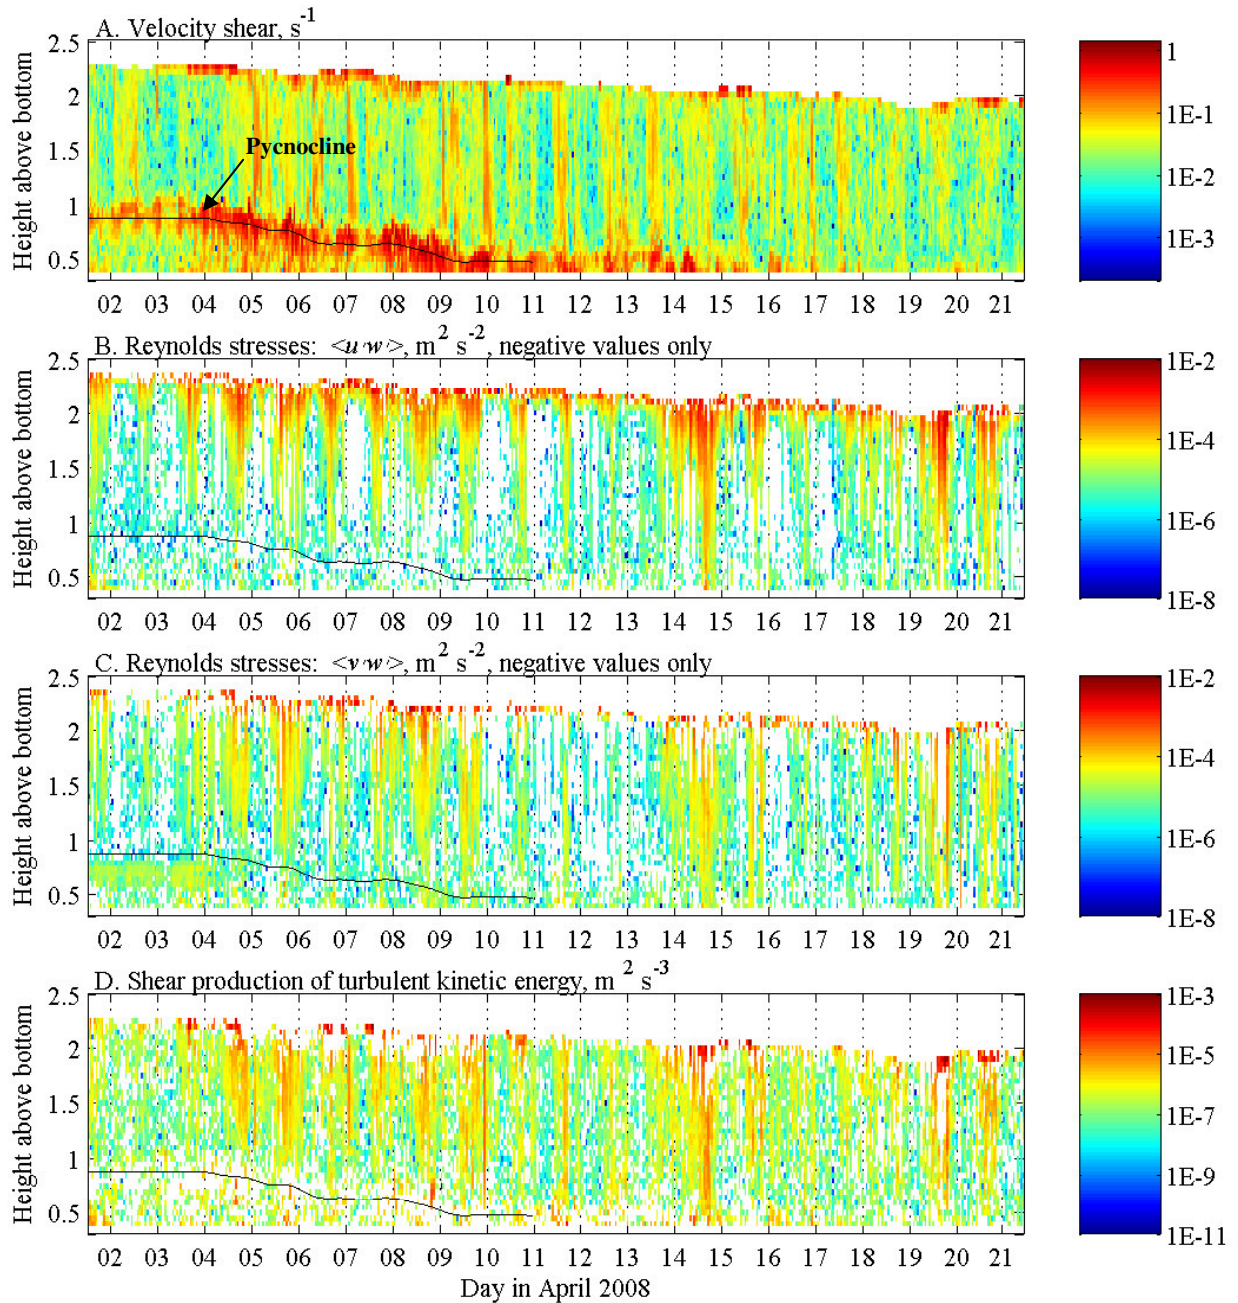 A. Velocity shear, s⁻¹
Height above bottom
2.5
2
1.5
1
0.5
Pycnocline
02 03 04 05 06 07 08 09 10 11 12 13 14 15 16 17 18 19 20 21
1
1E-1
1E-2
1E-3
B. Reynolds stresses: <u'w'>, m² s⁻², negative values only
Height above bottom
2.5
2
1.5
1
0.5
02 03 04 05 06 07 08 09 10 11 12 13 14 15 16 17 18 19 20 21
1E-2
1E-4
1E-6
1E-8
C. Reynolds stresses: <v'w'>, m² s⁻², negative values only
Height above bottom
2.5
2
1.5
1
0.5
02 03 04 05 06 07 08 09 10 11 12 13 14 15 16 17 18 19 20 21
1E-2
1E-4
1E-6
1E-8
D. Shear production of turbulent kinetic energy, m² s⁻³
Height above bottom
2.5
2
1.5
1
0.5
02 03 04 05 06 07 08 09 10 11 12 13 14 15 16 17 18 19 20 21
Day in April 2008
1E-3
1E-5
1E-7
1E-9
1E-11